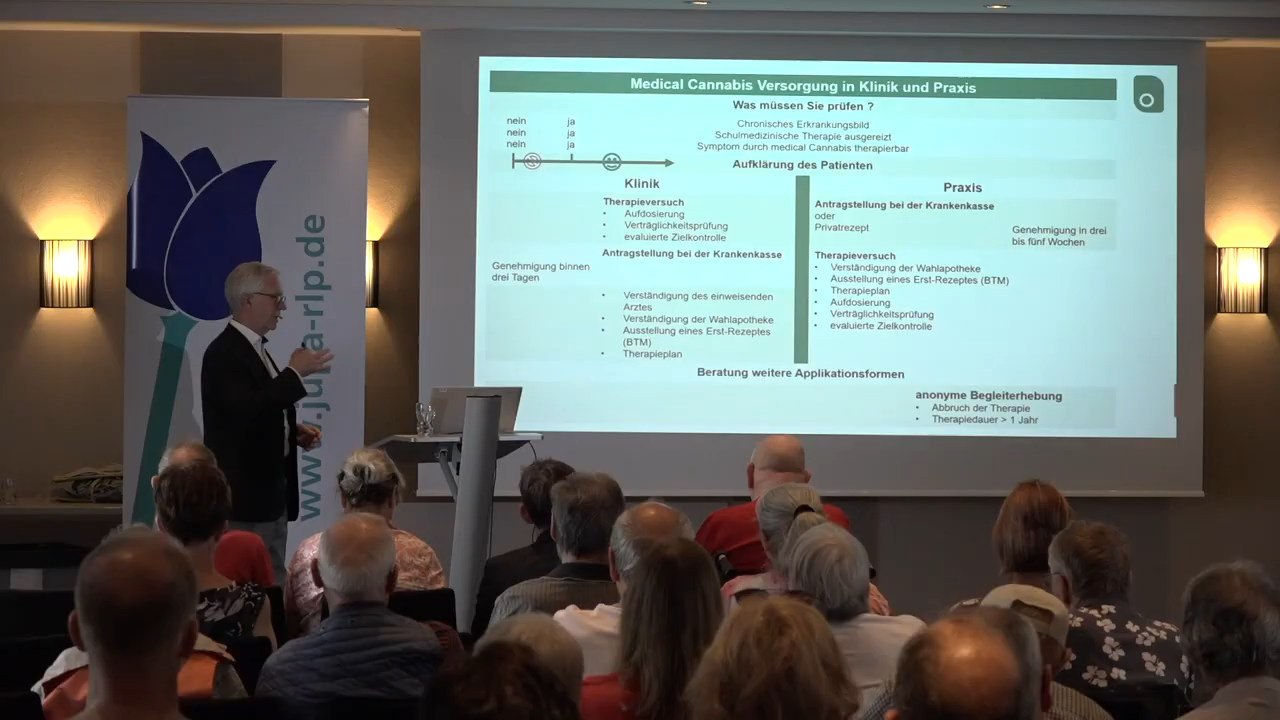 Medical Cannabis Versorgung in Klinik und Praxis
Was müssen Sie prüfen ?
nein ja Chronisches Erkrankungsbild
nein ja Schulmedizinische Therapie ausgereizt
nein ja Symptom durch medical Cannabis therapierbar
Aufklärung des Patienten
Klinik
Therapieversuch
• Aufdosierung
• Verträglichkeitsprüfung
• evaluierte Zielkontrolle
Antragstellung bei der Krankenkasse
Genehmigung binnen
drei Tagen
• Verständigung des einweisenden
Arztes
• Verständigung der Wahlapotheke
• Ausstellung eines Erst-Rezeptes
(BTM)
• Therapieplan
Praxis
Antragstellung bei der Krankenkasse
oder
Privatrezept
Genehmigung in drei
bis fünf Wochen
Therapieversuch
• Verständigung der Wahlapotheke
• Ausstellung eines Erst-Rezeptes (BTM)
• Therapieplan
• Aufdosierung
• Verträglichkeitsprüfung
• evaluierte Zielkontrolle
Beratung weitere Applikationsformen
anonyme Begleiterhebung
• Abbruch der Therapie
• Therapiedauer > 1 Jahr